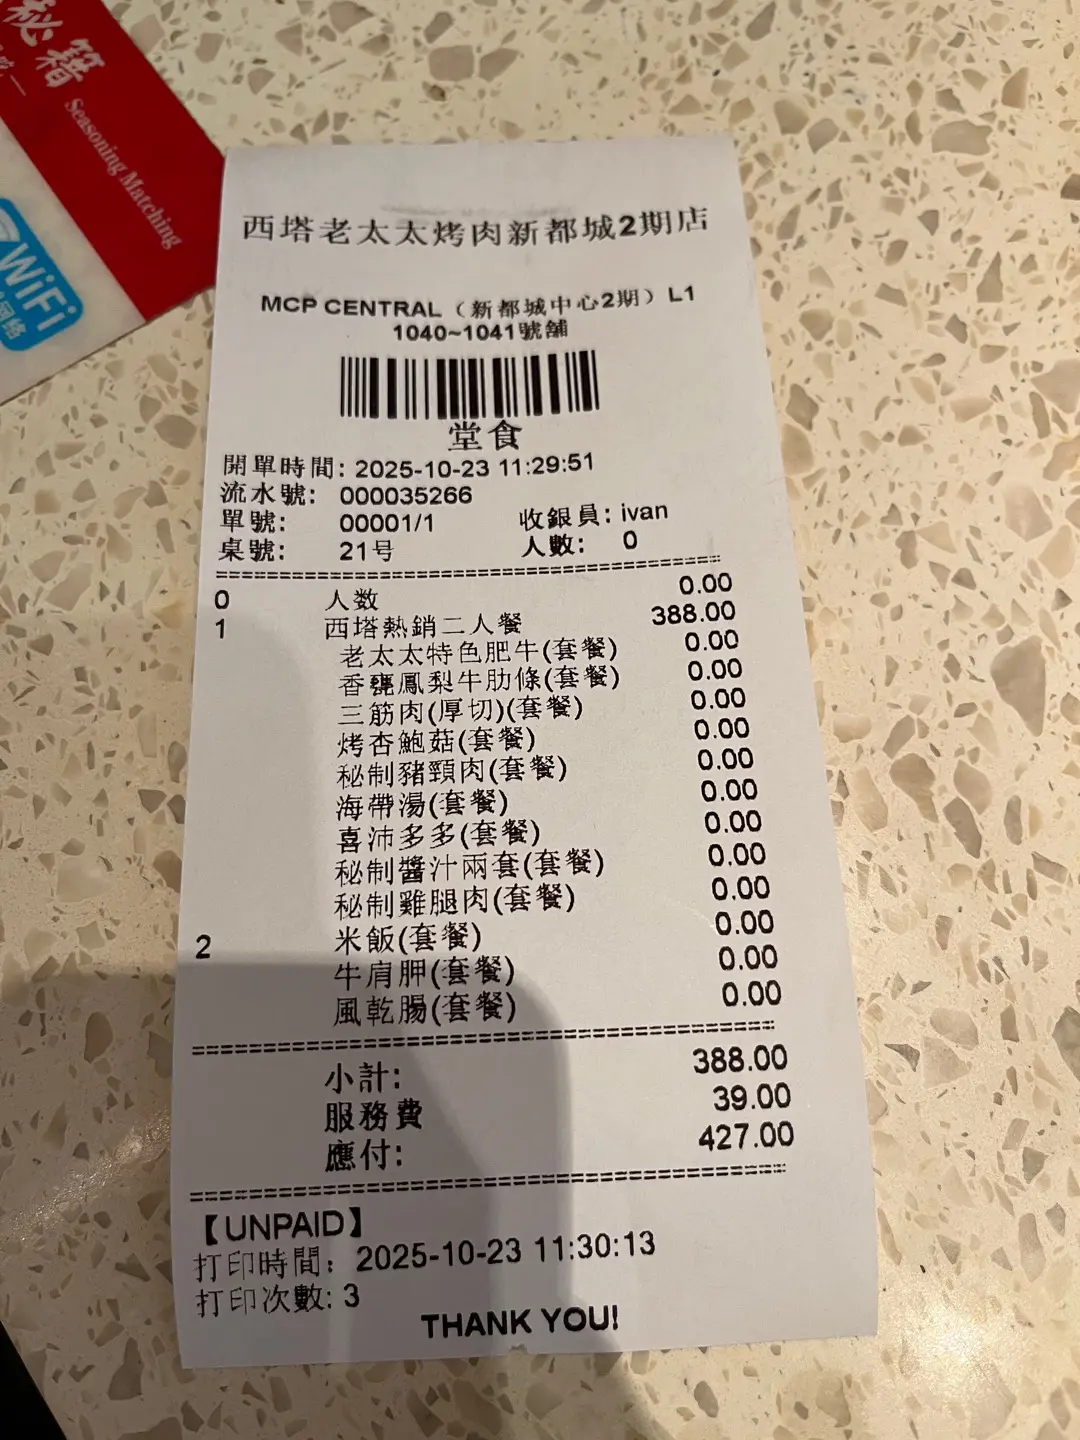 秘籍
Seasoning Matching
WiFi
西塔老太太烤肉新都城2期店
MCP CENTRAL（新都城中心2期）L1
1040~1041號舖
堂食
開單時間: 2025-10-23 11:29:51
流水號: 000035266
單號: 00001/1 收銀員: ivan
桌號: 21号 人數: 0
0 人数 0.00
1 西塔熱銷二人餐 388.00
老太太特色肥牛(套餐) 0.00
香甕鳳梨牛肋條(套餐) 0.00
三筋肉(厚切)(套餐) 0.00
烤杏鮑菇(套餐) 0.00
秘制豬頸肉(套餐) 0.00
海帶湯(套餐) 0.00
喜沛多多(套餐) 0.00
秘制醬汁兩套(套餐) 0.00
秘制雞腿肉(套餐) 0.00
2 米飯(套餐) 0.00
牛肩胛(套餐) 0.00
風乾腸(套餐) 0.00
小計: 388.00
服務費 39.00
應付: 427.00
【UNPAID】
打印時間: 2025-10-23 11:30:13
打印次數: 3
THANK YOU!